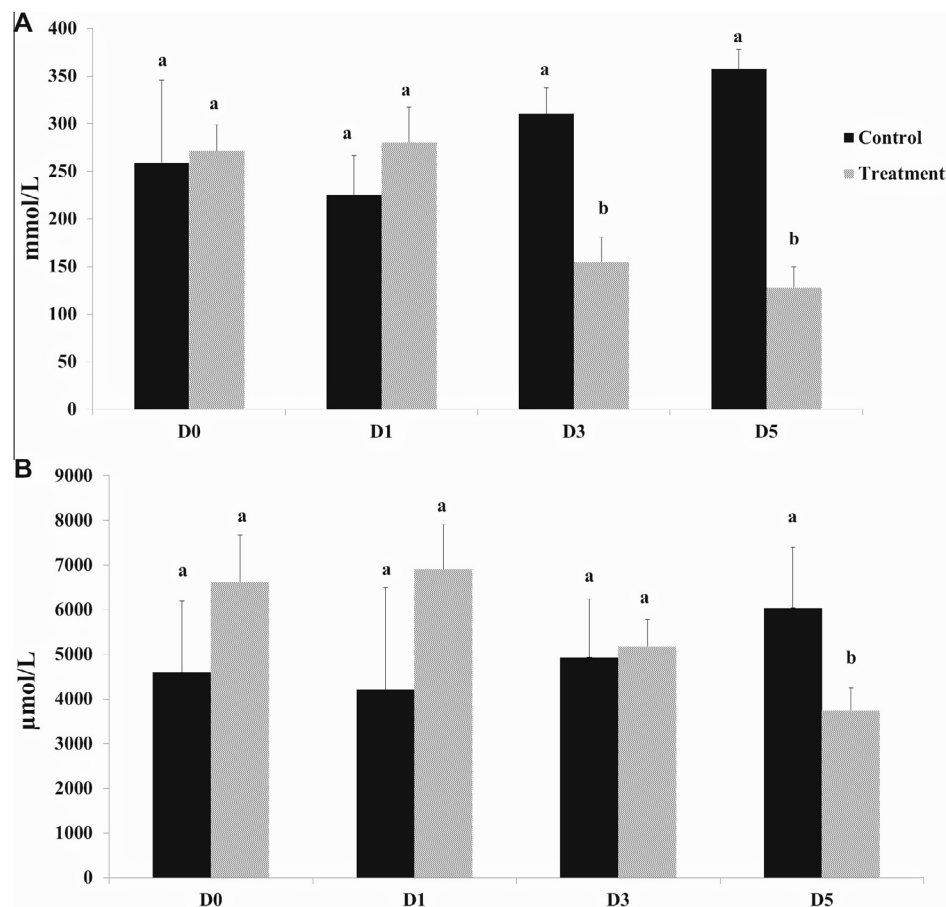 A
400
350
300
250
200
150
100
50
0
mmol/L
a
a
a
a
a
b
a
b
Control
Treatment
D0
D1
D3
D5
B
9000
8000
7000
6000
5000
4000
3000
2000
1000
0
µmol/L
a
a
a
a
a
a
a
b
D0
D1
D3
D5